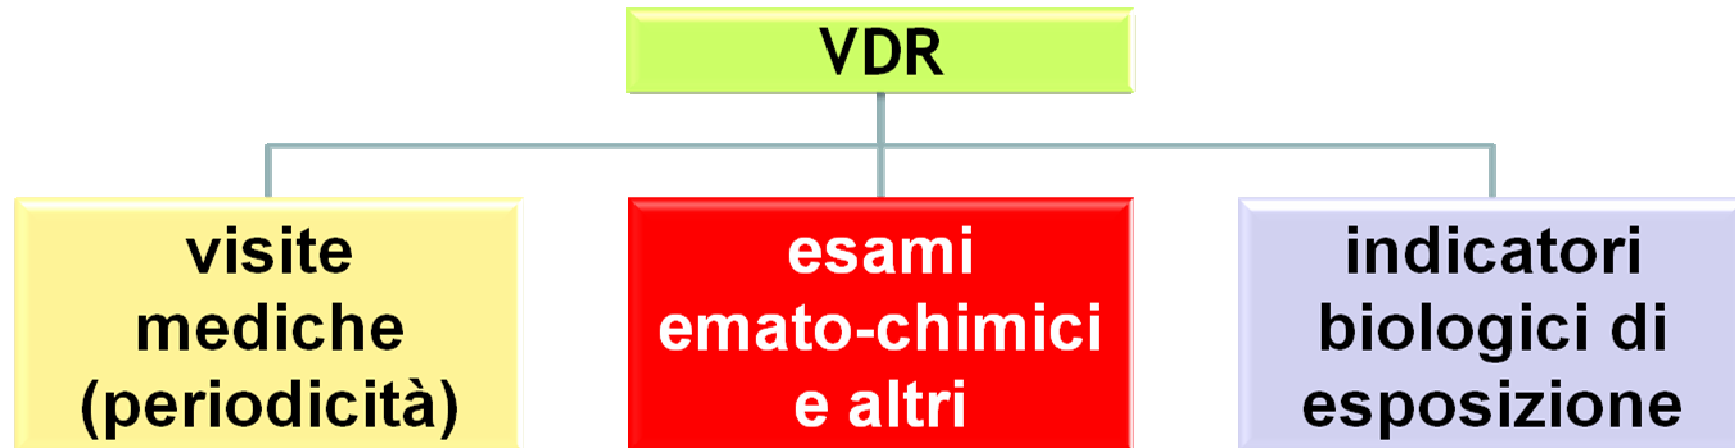 VDR
visite
mediche
(periodicità)
esami
emato-chimici
e altri
indicatori
biologici di
esposizione